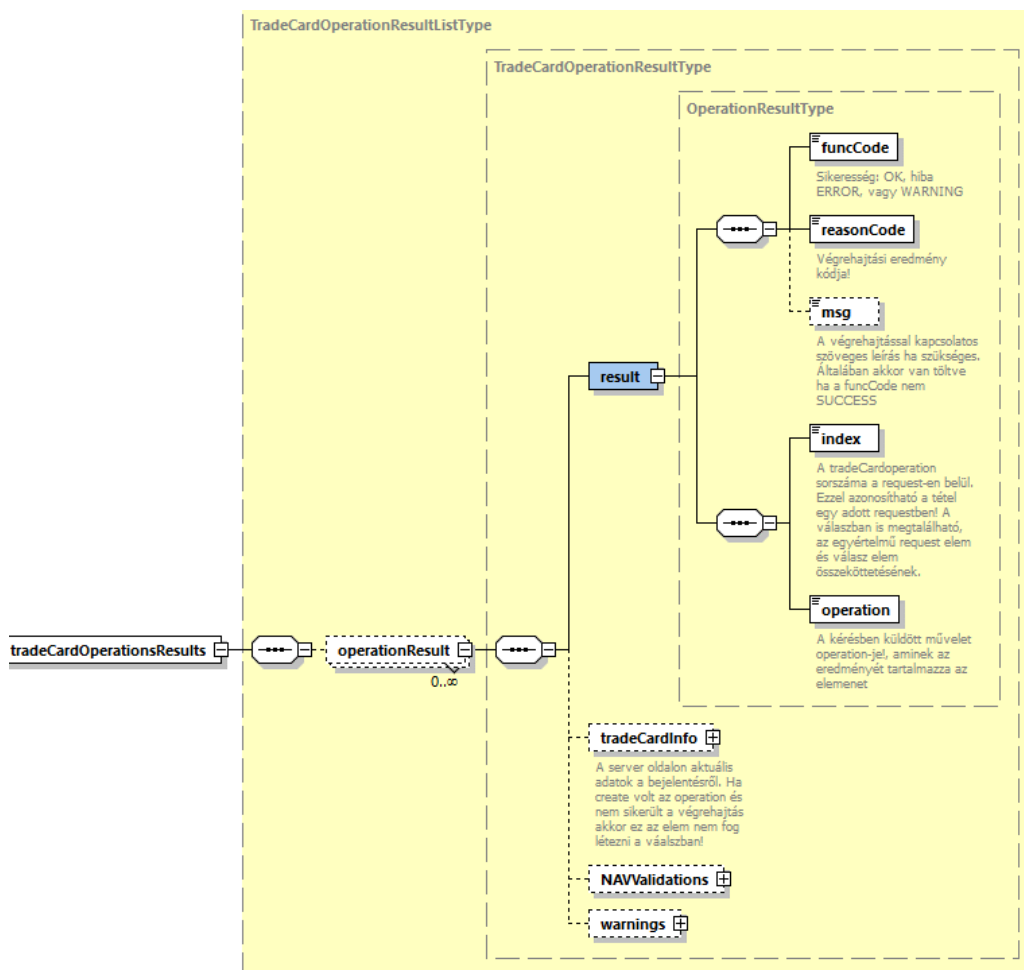 TradeCardOperationResultListType
TradeCardOperationResultType
OperationResultType
funcCode
Sikeresség: OK, hiba
ERROR, vagy WARNING
reasonCode
Végrehajtási eredmény
kódja!
msg
A végrehajtással kapcsolatos
szöveges leírás ha szükséges.
Általában akkor van töltve
ha a funcCode nem
SUCCESS
result
index
A tradeCardoperation
sorszáma a request-en belül.
Ezzel azonosítható a tétel
egy adott requestben! A
válaszban is megtalálható,
az egyértelmű request elem
és válasz elem
összeköttetésének.
operation
A kérésben küldött művelet
operation-je!, aminek az
eredményét tartalmazza az
elemenet
tradeCardOperationsResults
operationResult
0..∞
tradeCardInfo
A server oldalon aktuális
adatok a bejelentésről. Ha
create volt az operation és
nem sikerült a végrehajtás
akkor ez az elem nem fog
létezni a váalszban!
NAVValidations
warnings